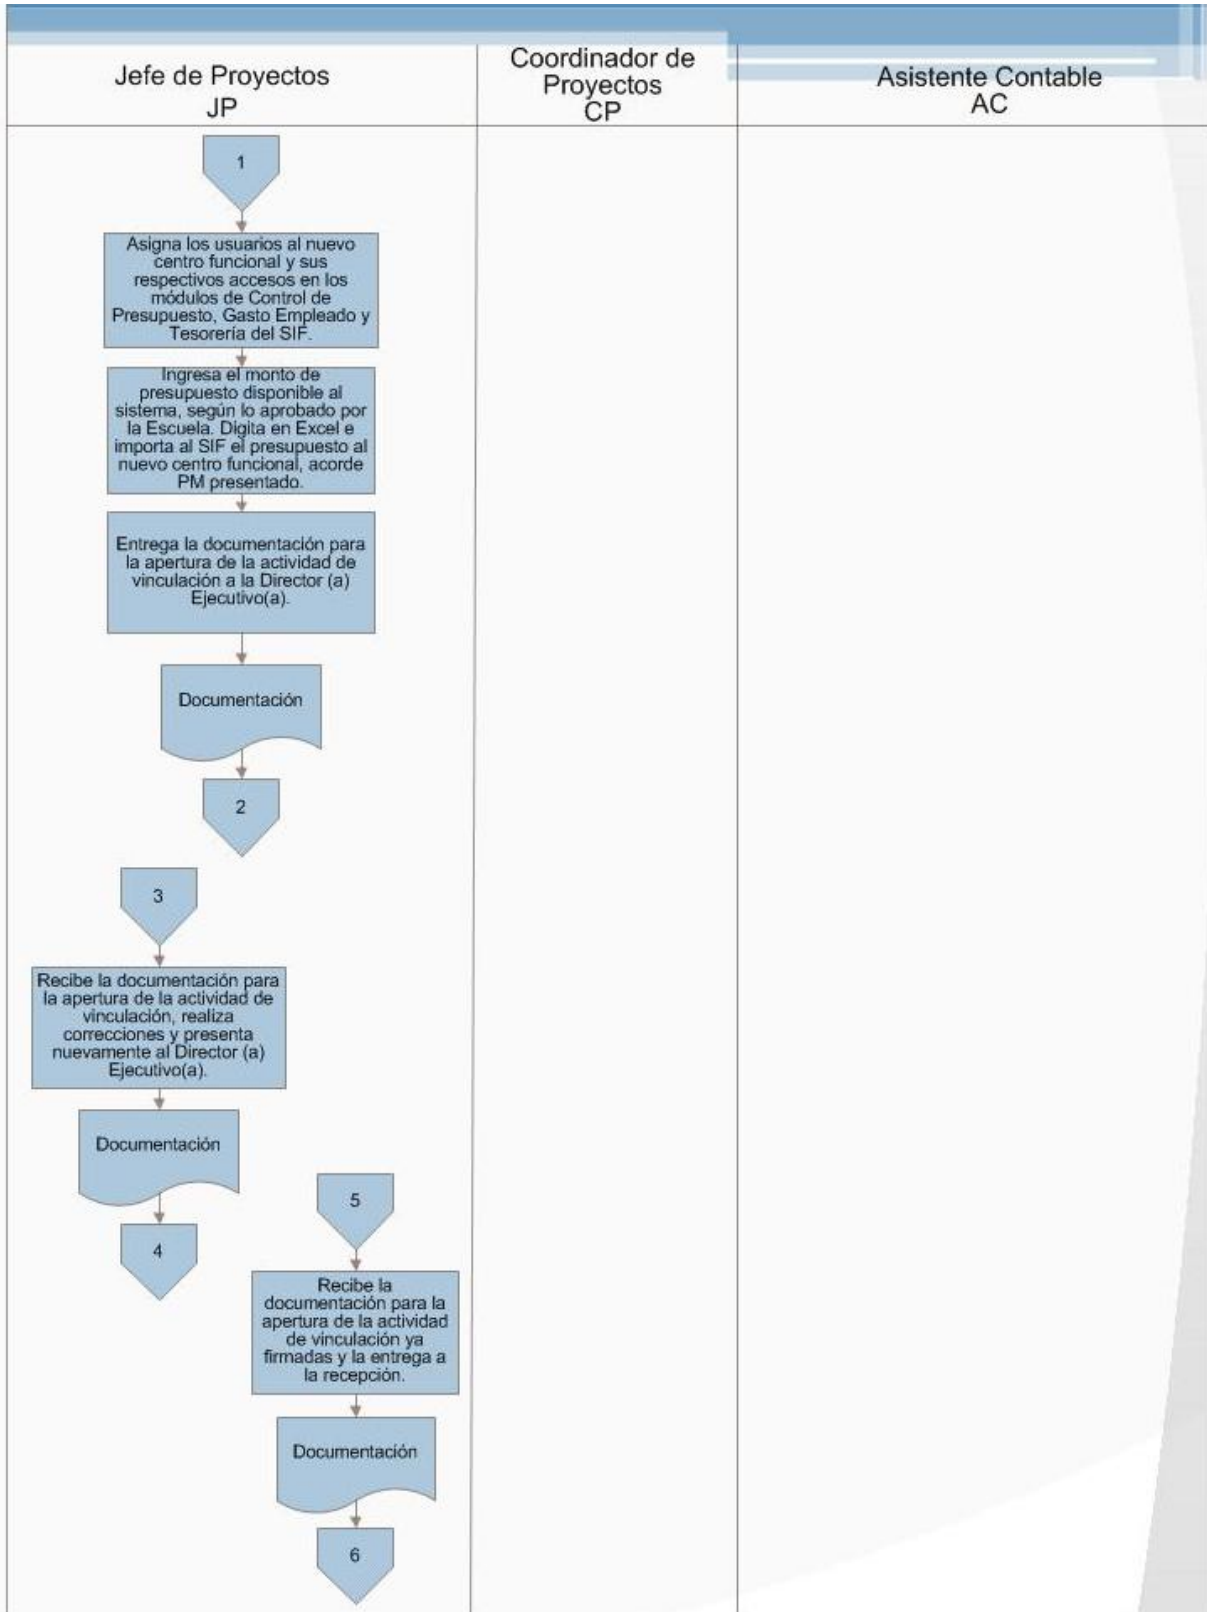 Jefe de Proyectos
JP
Coordinador de
Proyectos
CP
Asistente Contable
AC
1
Asigna los usuarios al nuevo
centro funcional y sus
respectivos accesos en los
módulos de Control de
Presupuesto, Gasto Empleado y
Tesorería del SIF.
Ingresa el monto de
presupuesto disponible al
sistema, según lo aprobado por
la Escuela. Digita en Excel e
importa al SIF el presupuesto al
nuevo centro funcional, acorde
PM presentado.
Entrega la documentación para
la apertura de la actividad de
vinculación a la Director (a)
Ejecutivo(a).
Documentación
2
3
Recibe la documentación para
la apertura de la actividad de
vinculación, realiza
correcciones y presenta
nuevamente al Director (a)
Ejecutivo(a).
Documentación
4
5
Recibe la
documentación para la
apertura de la actividad
de vinculación ya
firmadas y la entrega a
la recepción.
Documentación
6